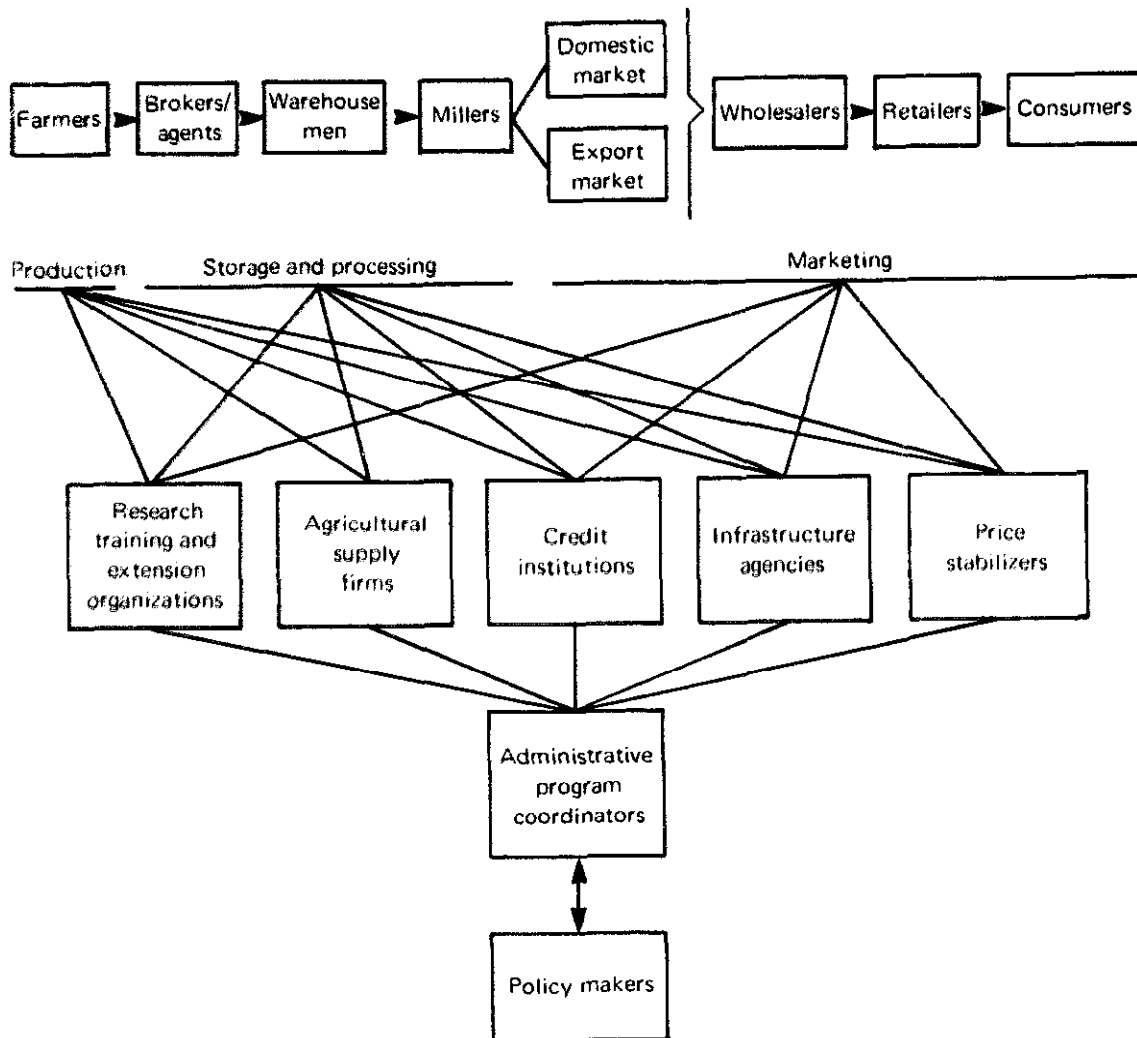 Farmers
Brokers/
agents
Warehouse
men
Millers
Domestic
market
Export
market
Wholesalers
Retailers
Consumers
Production
Storage and processing
Marketing
Research
training and
extension
organizations
Agricultural
supply
firms
Credit
institutions
Infrastructure
agencies
Price
stabilizers
Administrative
program
coordinators
Policy makers